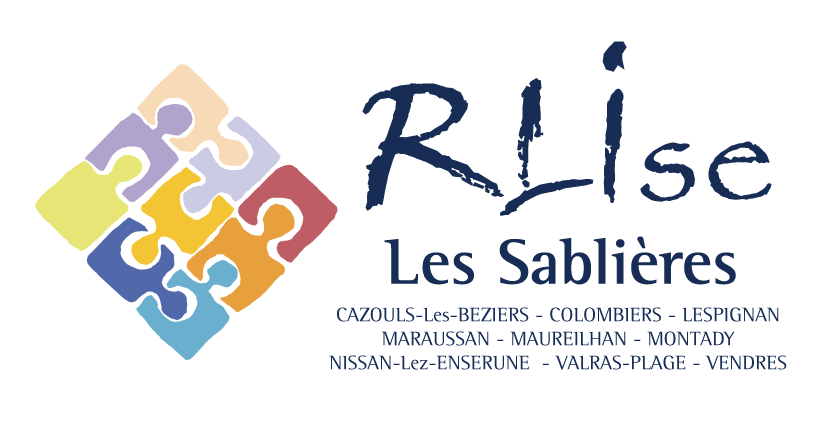 RLise
Les Sablières
CAZOULS-Les-BEZIERS - COLOMBIERS - LESPIGNAN
MARAUSSAN - MAUREILHAN - MONTADY
NISSAN-Lez-ENSERUNE - VALRAS-PLAGE - VENDRES